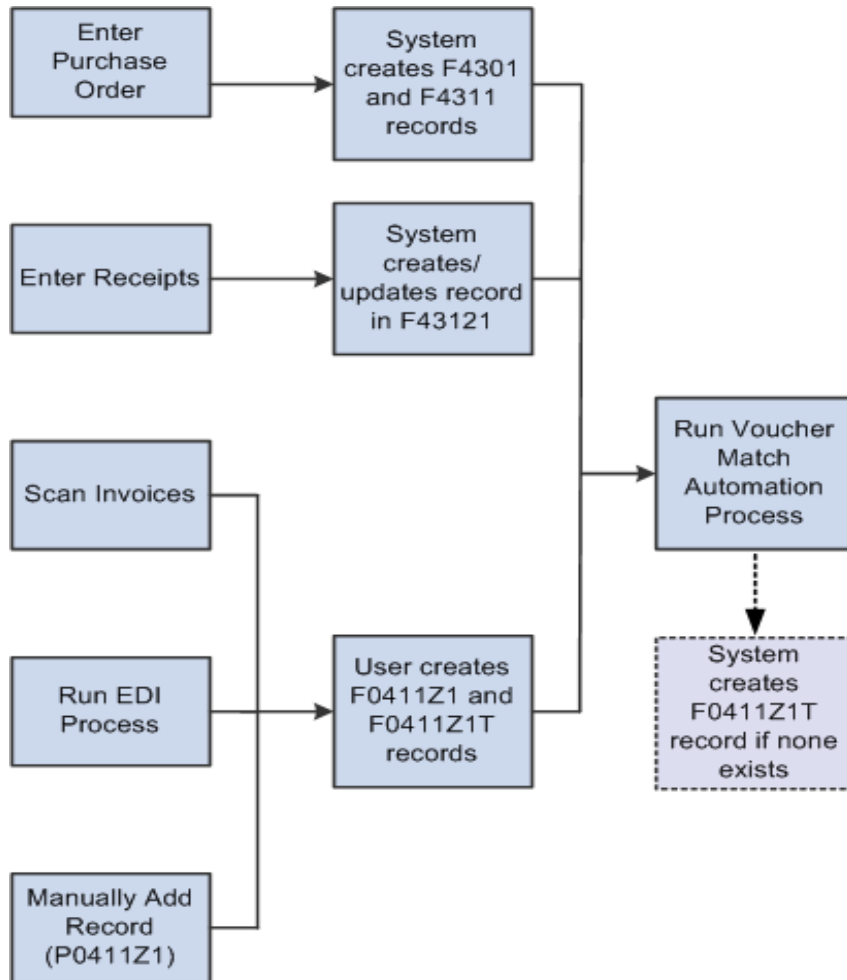 Enter
Purchase
Order
System
creates F4301
and F4311
records
Enter Receipts
System
creates/
updates record
in F43121
Scan Invoices
Run EDI
Process
User creates
F0411Z1 and
F0411Z1T
records
Manually Add
Record
(P0411Z1)
Run Voucher
Match
Automation
Process
System
creates
F0411Z1T
record if none
exists